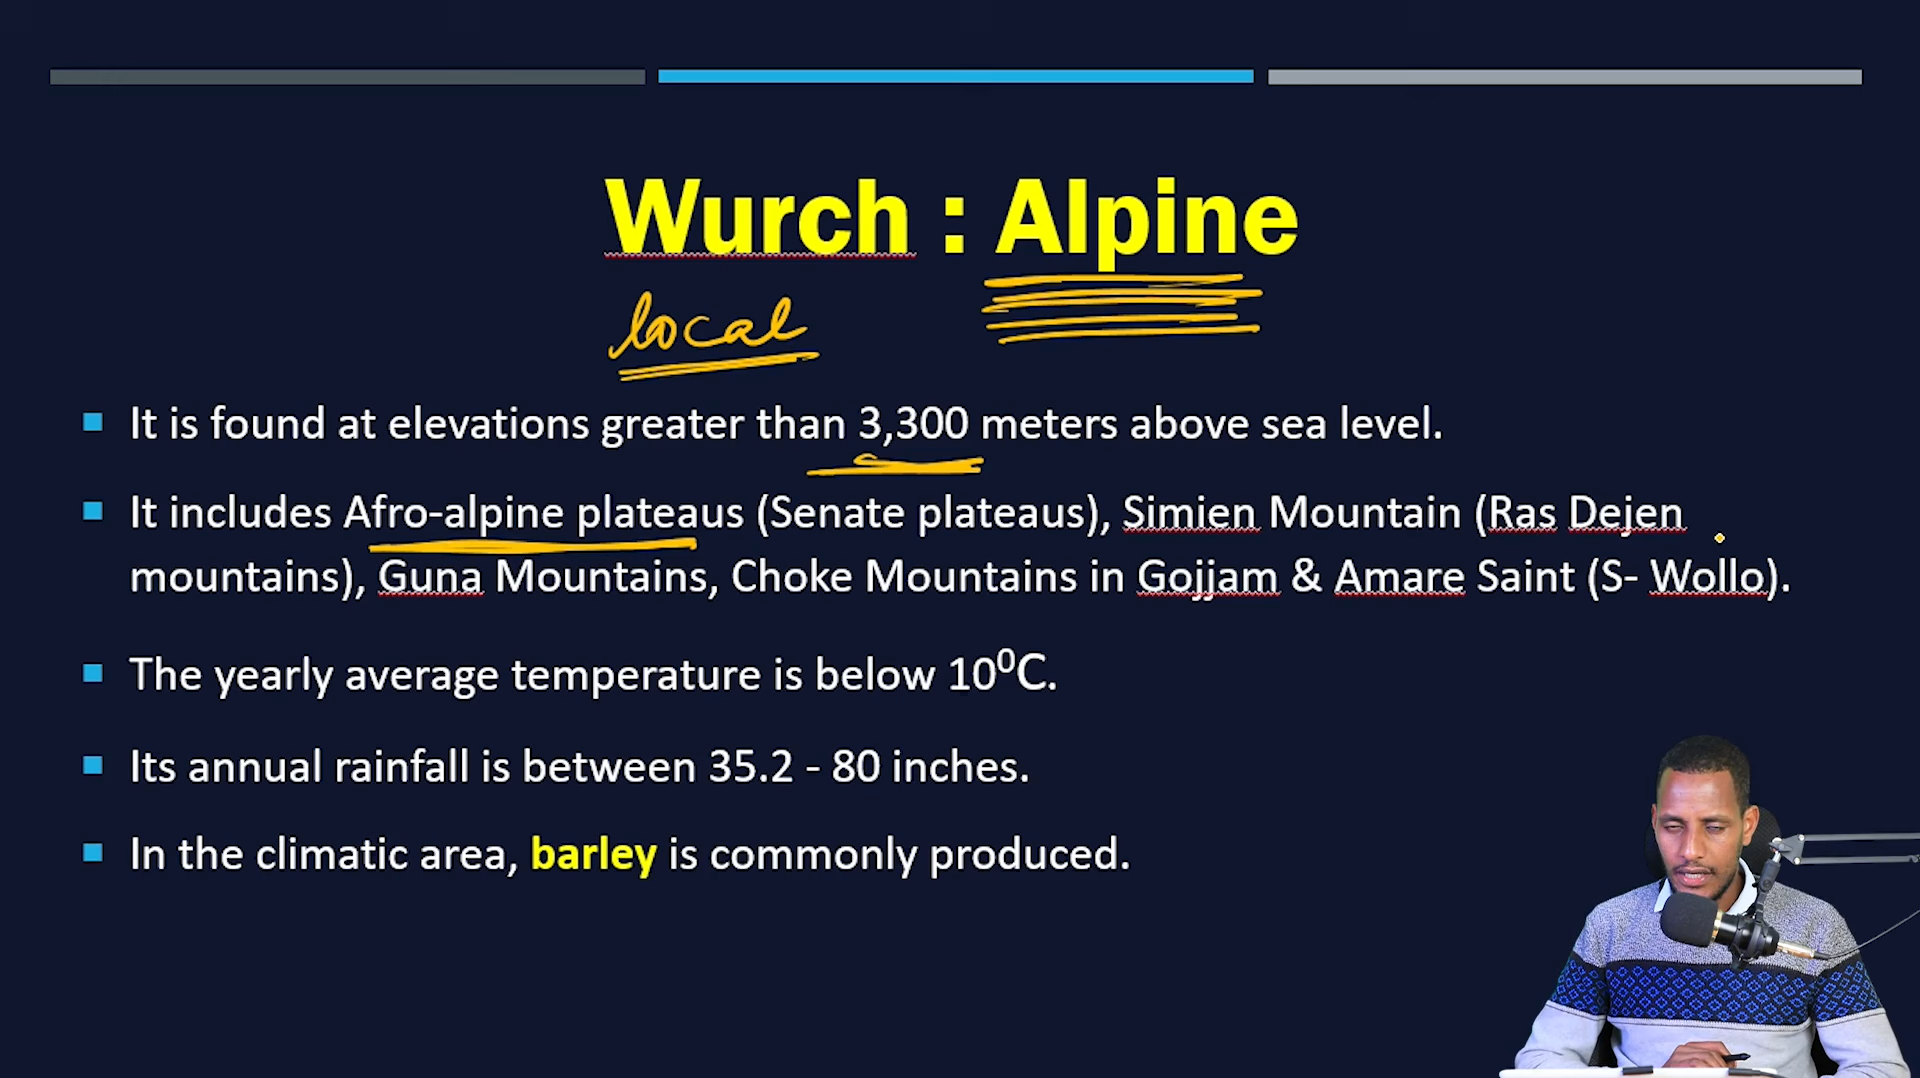 Wurch : Alpine
local
It is found at elevations greater than 3,300 meters above sea level.
It includes Afro-alpine plateaus (Senate plateaus), Simien Mountain (Ras Dejen
mountains), Guna Mountains, Choke Mountains in Gojjam & Amare Saint (S- Wollo).
The yearly average temperature is below 10⁰C.
Its annual rainfall is between 35.2 - 80 inches.
In the climatic area, barley is commonly produced.